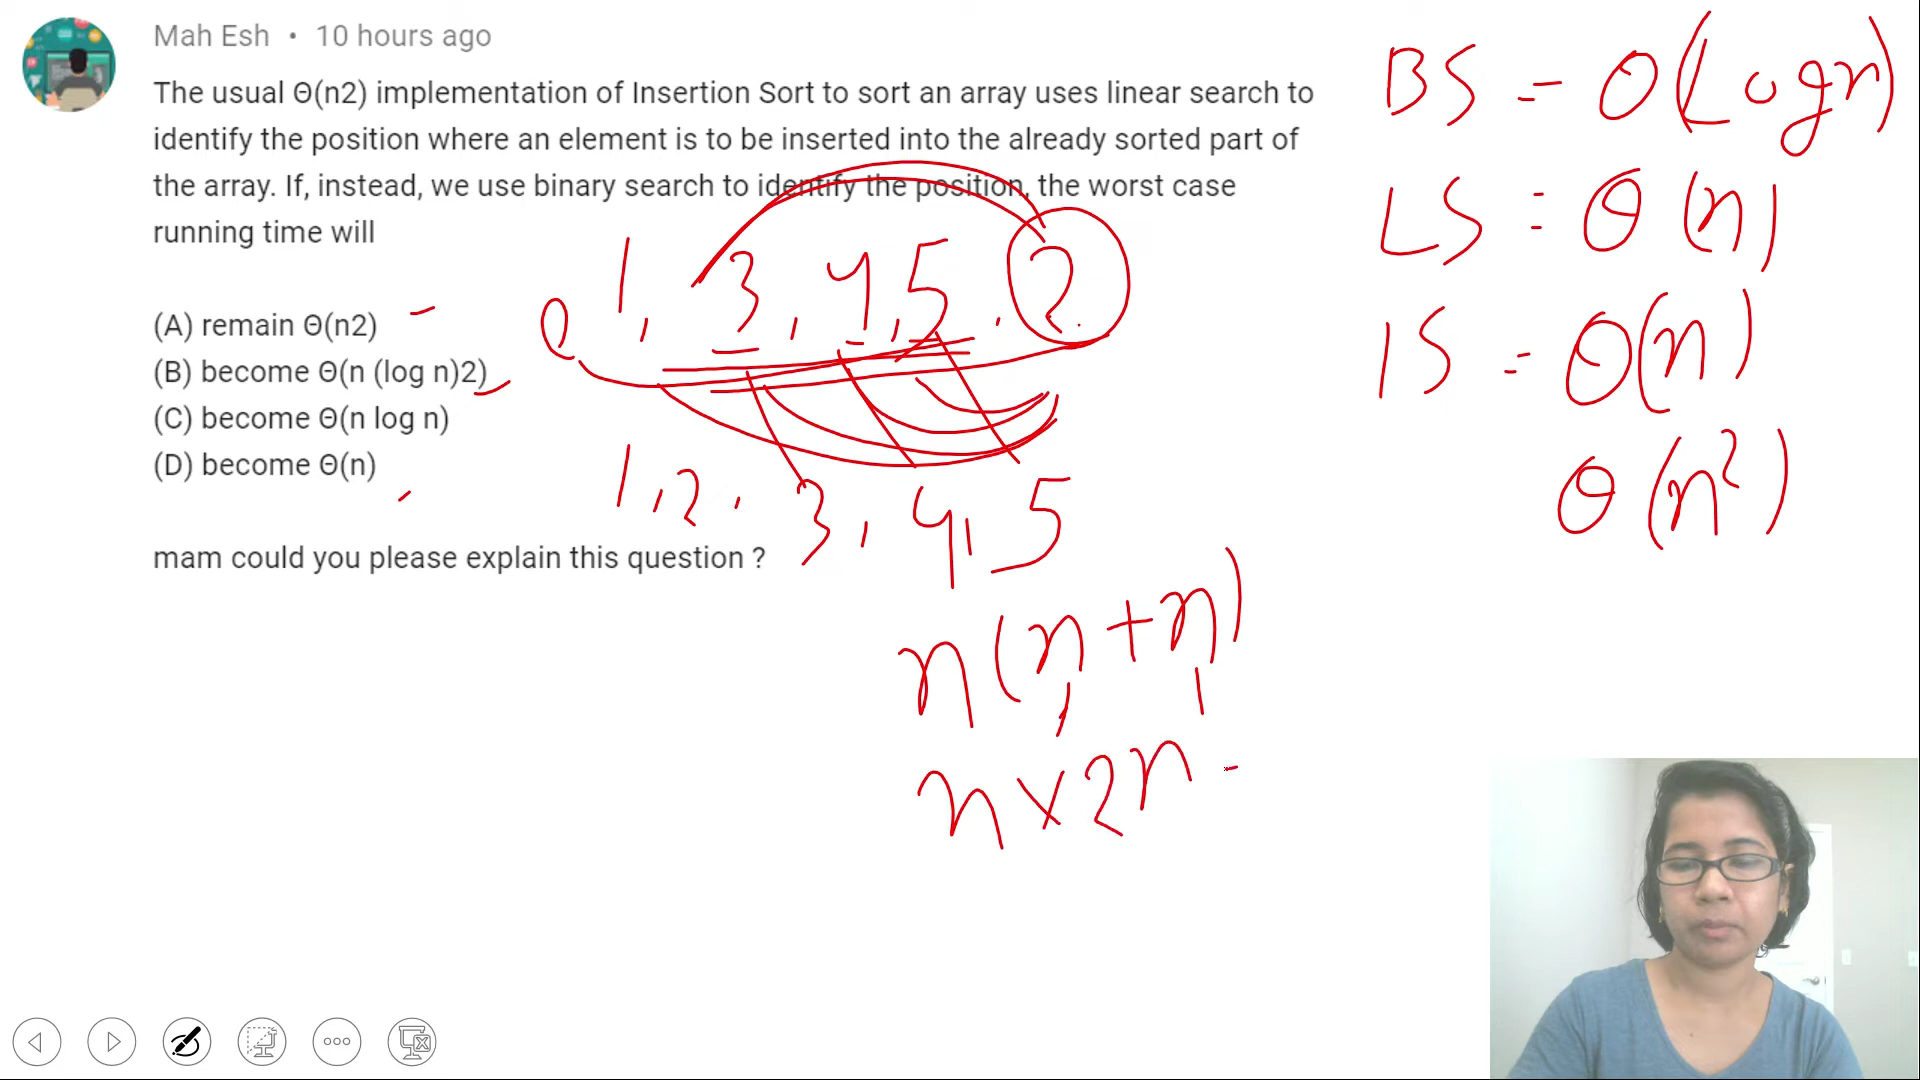 Mah Esh • 10 hours ago
The usual Θ(n2) implementation of Insertion Sort to sort an array uses linear search to
identify the position where an element is to be inserted into the already sorted part of
the array. If, instead, we use binary search to identify the position, the worst case
running time will
(A) remain Θ(n2)
(B) become Θ(n (log n)2)
(C) become Θ(n log n)
(D) become Θ(n)
mam could you please explain this question ?
BS = Θ(Logn)
LS = Θ(n)
IS = Θ(n)
Θ(n²)
1, 3, 4, 5, 2
1, 2, 3, 4, 5
n(n+n)
n×2n =